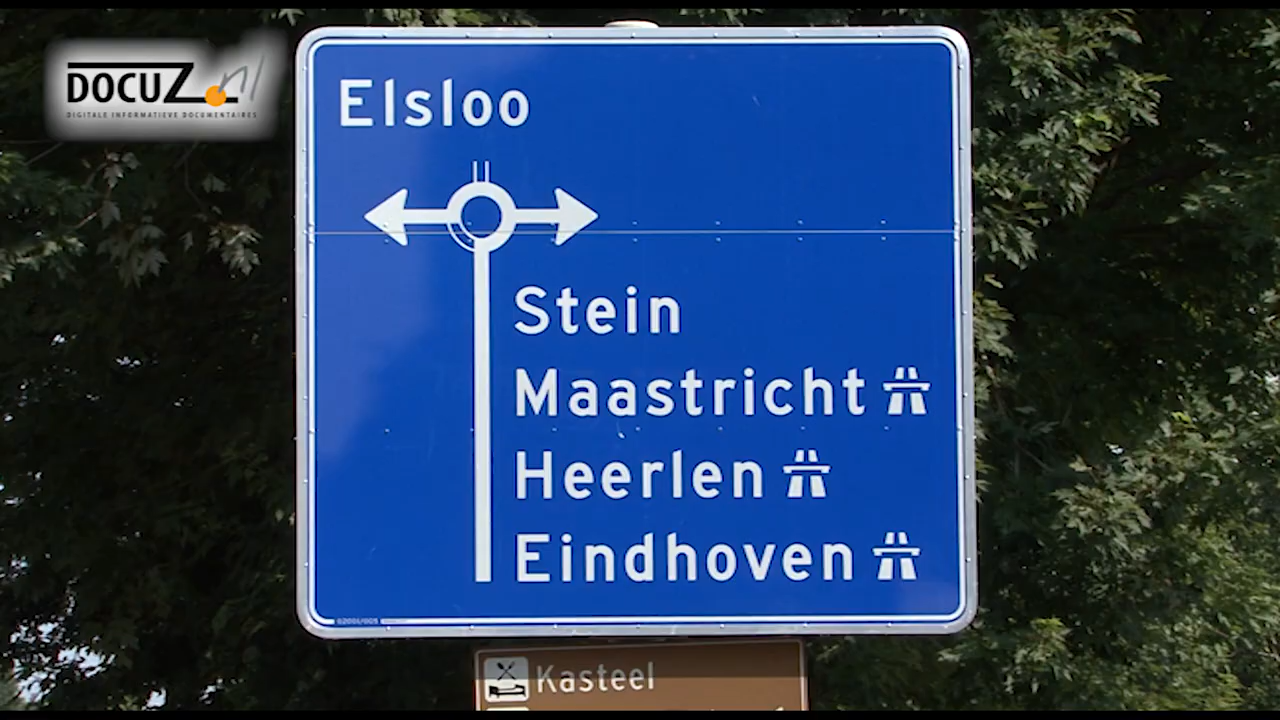 DOCUZ.nl
DIGITALE INFORMATIEVE DOCUMENTAIRES
Elsloo
Stein
Maastricht
Heerlen
Eindhoven
Kasteel